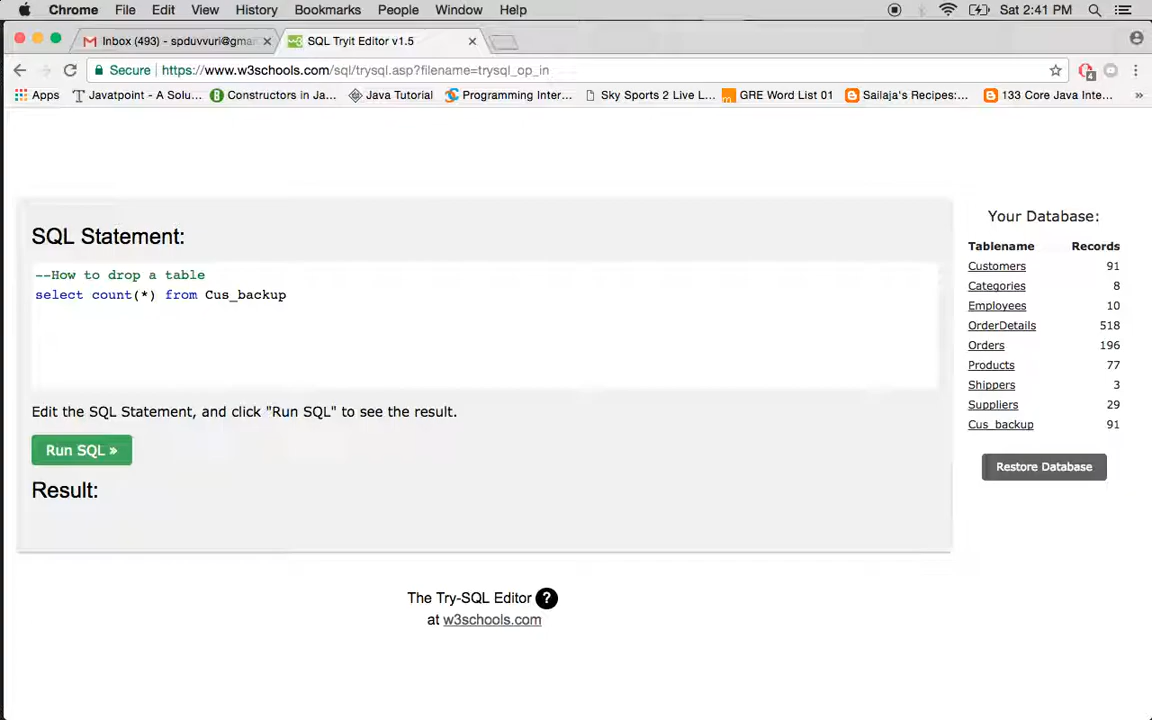 Chrome File Edit View History Bookmarks People Window Help Sat 2:41 PM
Inbox (493) - spduvvuri@gmai SQL Tryit Editor v1.5
Secure https://www.w3schools.com/sql/trysql.asp?filename=trysql_op_in 4
Apps Javatpoint - A Solu... Constructors in Ja... Java Tutorial Programming Inter... Sky Sports 2 Live L... GRE Word List 01 Sailaja's Recipes:... 133 Core Java Inte... »
SQL Statement:
--How to drop a table
select count(*) from Cus_backup
Edit the SQL Statement, and click "Run SQL" to see the result.
Run SQL »
Result:
Your Database:
Tablename Records
Customers 91
Categories 8
Employees 10
OrderDetails 518
Orders 196
Products 77
Shippers 3
Suppliers 29
Cus_backup 91
Restore Database
The Try-SQL Editor ?
at w3schools.com